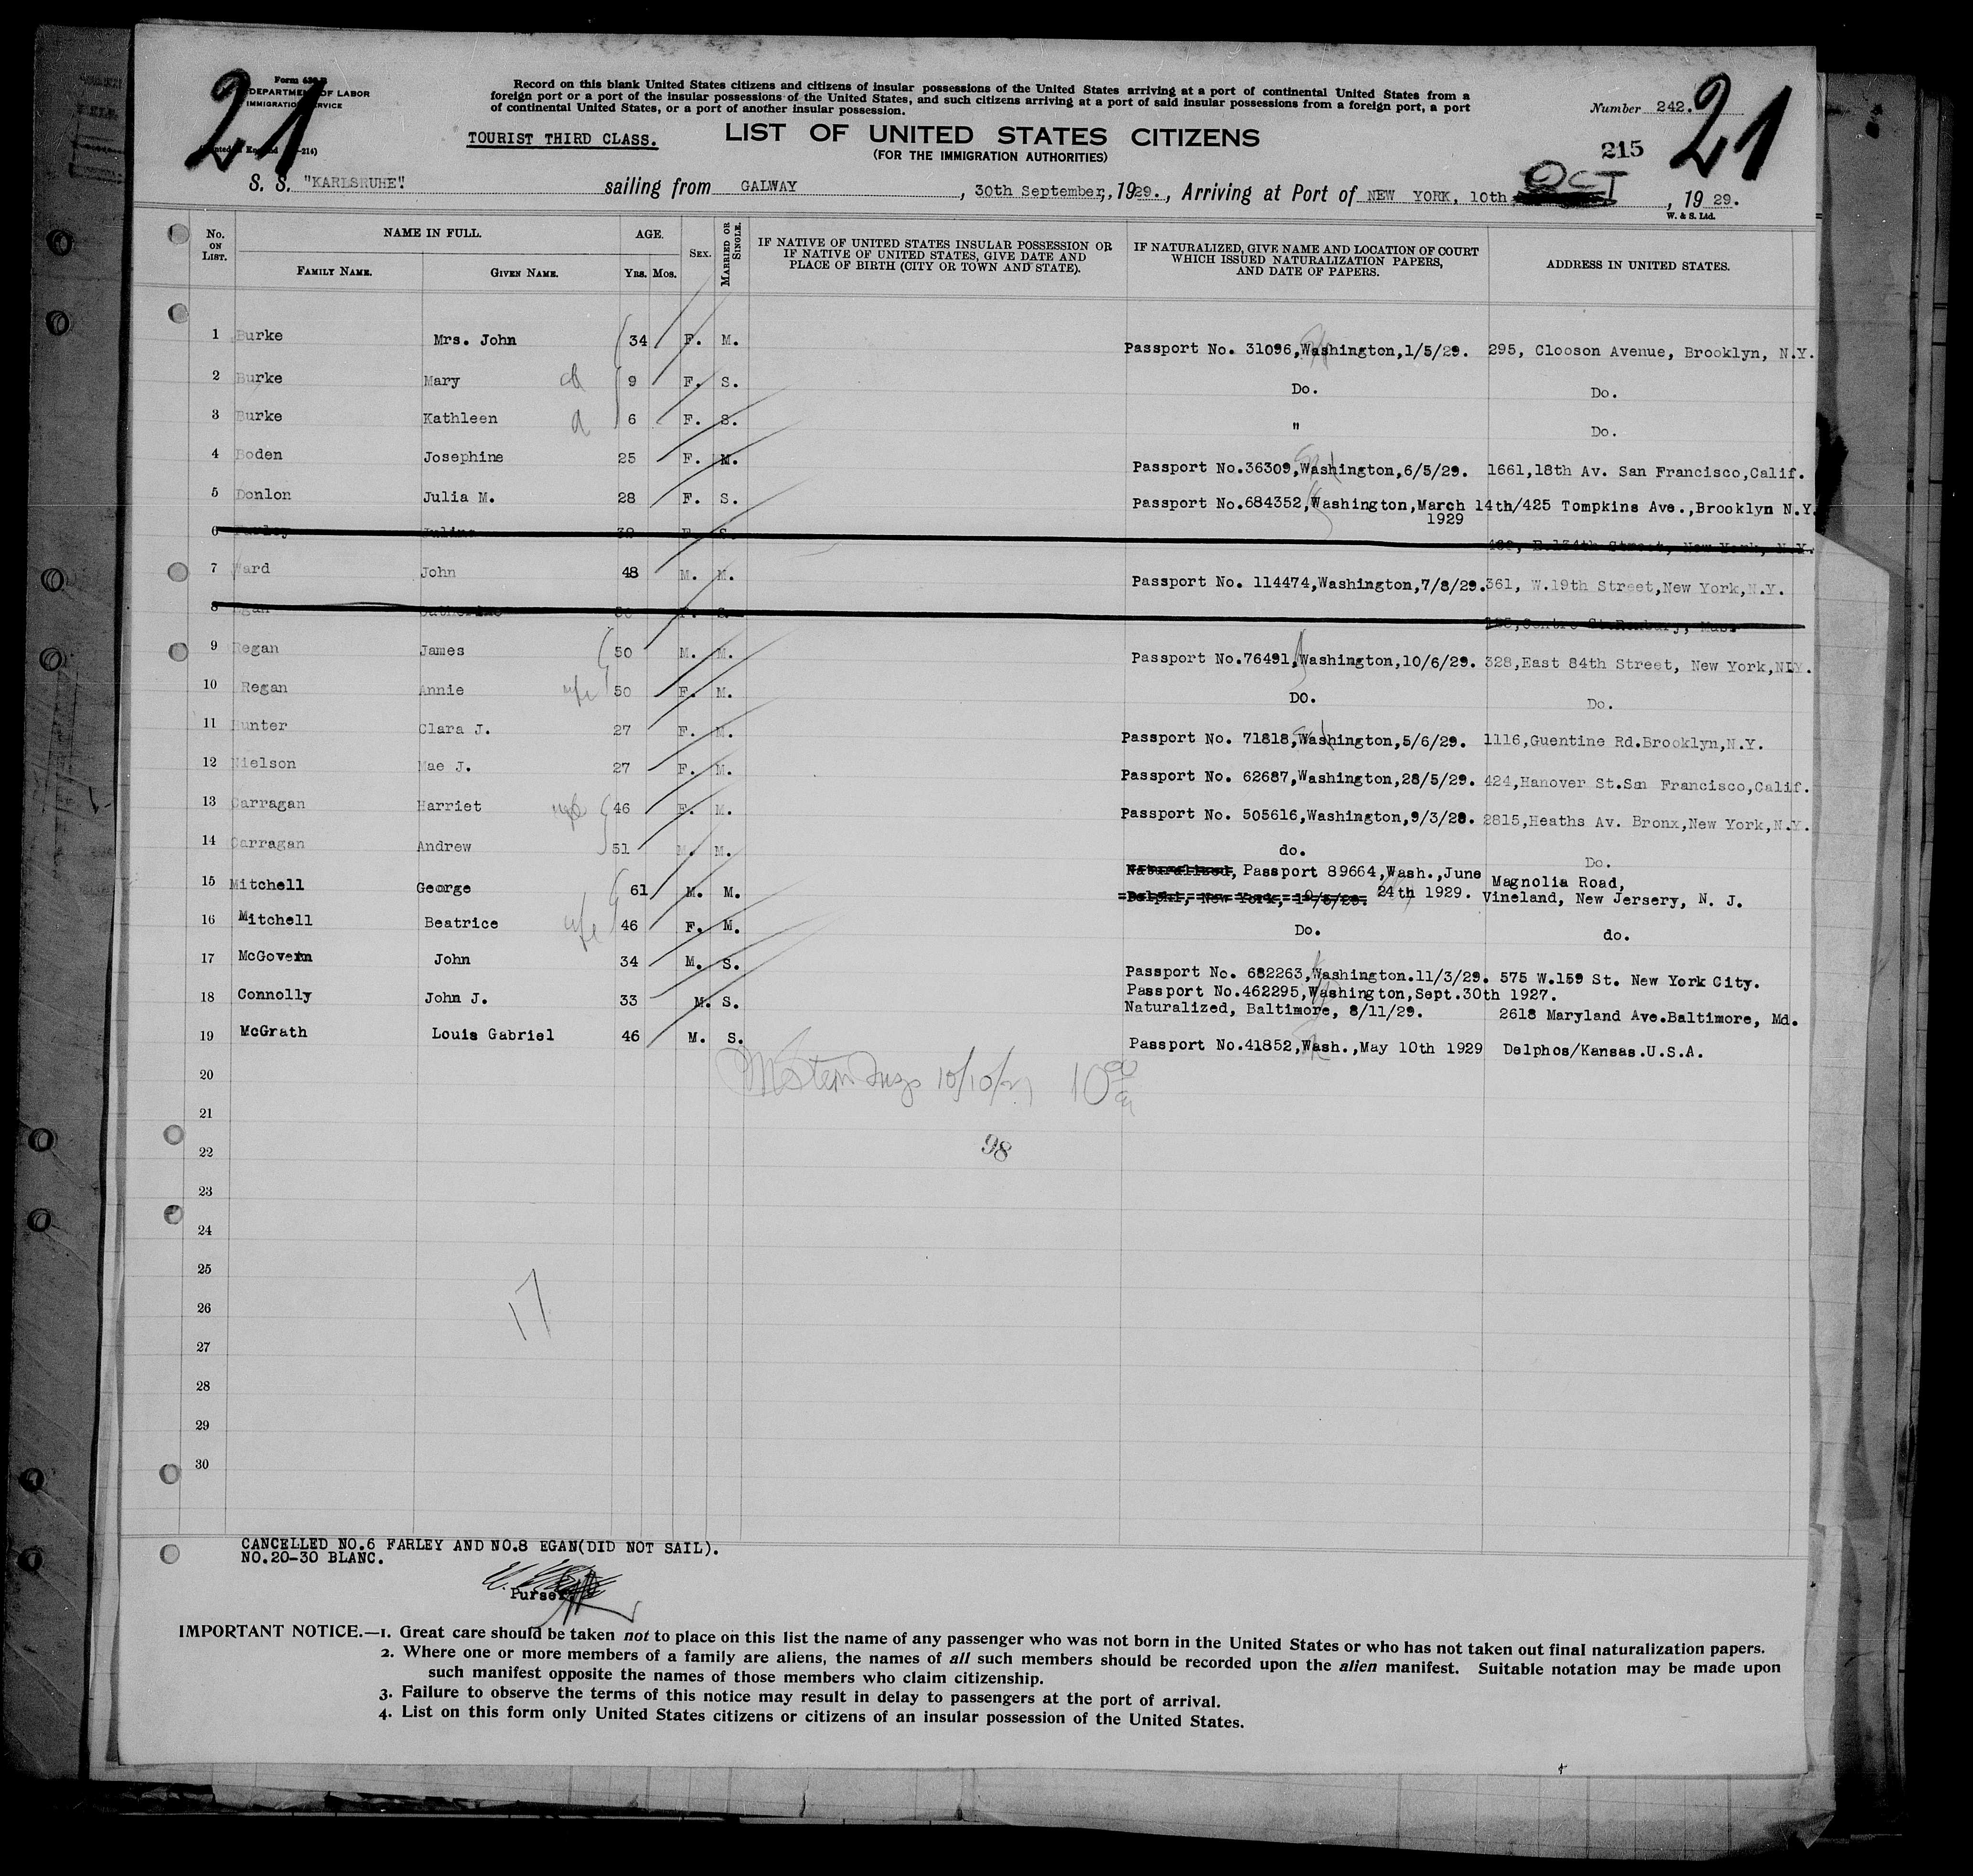 21
Form 630 B
DEPARTMENT OF LABOR
IMMIGRATION SERVICE
Record on this blank United States citizens and citizens of insular possessions of the United States arriving at a port of continental United States from a
foreign port or a port of the insular possessions of the United States, and such citizens arriving at a port of said insular possessions from a foreign port, a port
of continental United States, or a port of another insular possession.
Number 242.
21
TOURIST THIRD CLASS.
LIST OF UNITED STATES CITIZENS
(FOR THE IMMIGRATION AUTHORITIES)
215
S. S. "KARLSRUHE" sailing from GALWAY, 30th September, 1929., Arriving at Port of NEW YORK, 10th OCT, 1929.
W. & S. Ltd.
No. ON LIST. NAME IN FULL. AGE. SEX. MARRIED OR SINGLE. IF NATIVE OF UNITED STATES INSULAR POSSESSION OR IF NATIVE OF UNITED STATES, GIVE DATE AND PLACE OF BIRTH (CITY OR TOWN AND STATE). IF NATURALIZED, GIVE NAME AND LOCATION OF COURT WHICH ISSUED NATURALIZATION PAPERS, AND DATE OF PAPERS. ADDRESS IN UNITED STATES.
FAMILY NAME. GIVEN NAME. YRS. MOS.
1 Burke Mrs. John 34 F. M. Passport No. 31096,Washington,1/5/29. 295, Clooson Avenue, Brooklyn, N.Y.
2 Burke Mary 9 F. S. Do. Do.
3 Burke Kathleen 6 F. S. " Do.
4 Boden Josephine 25 F. M. Passport No.36309,Washington,6/5/29. 1661,18th Av. San Francisco,Calif.
5 Donlon Julia M. 28 F. S. Passport No.684352,Washington,March 14th/425 Tompkins Ave.,Brooklyn N.Y.
1929
6 Farley
7 Ward John 48 M. M. Passport No. 114474,Washington,7/8/29. 361, W.19th Street,New York,N.Y.
8 Egan
9 Regan James 50 M. M. Passport No.76491,Washington,10/6/29. 328,East 84th Street, New York,N.Y.
10 Regan Annie wife 50 F. M. DO. Do.
11 Hunter Clara J. 27 F. M. Passport No. 71818,Washington,5/6/29. 1116,Guentine Rd.Brooklyn,N.Y.
12 Nielson Mae J. 27 F. M. Passport No. 62687,Washington,28/5/29. 424,Hanover St.San Francisco,Calif.
13 Carragan Harriet wife 46 F. M. Passport No. 505616,Washington,9/3/28. 2815,Heaths Av. Bronx,New York,N.Y.
14 Carragan Andrew 51 M. M. do. Do.
15 Mitchell George 61 M. M. Naturalized, Passport 89664,Wash.,June 24th 1929. Magnolia Road,
Vineland, New Jersery, N. J.
16 Mitchell Beatrice wife 46 F. M. Do. do.
17 McGovern John 34 M. S. Passport No. 682263,Washington.11/3/29. 575 W.159 St. New York City.
18 Connolly John J. 33 M. S. Passport No.462295,Washington,Sept.30th 1927.
Naturalized, Baltimore, 8/11/29. 2618 Maryland Ave.Baltimore, Md.
19 McGrath Louis Gabriel 46 M. S. Passport No.41852,Wash.,May 10th 1929 Delphos/Kansas.U.S.A.
20
21
22 98
23
24
25
26 17
27
28
29
30
CANCELLED NO.6 FARLEY AND NO.8 EGAN(DID NOT SAIL).
NO.20-30 BLANC.
Purser
IMPORTANT NOTICE.—1. Great care should be taken not to place on this list the name of any passenger who was not born in the United States or who has not taken out final naturalization papers.
2. Where one or more members of a family are aliens, the names of all such members should be recorded upon the alien manifest. Suitable notation may be made upon
such manifest opposite the names of those members who claim citizenship.
3. Failure to observe the terms of this notice may result in delay to passengers at the port of arrival.
4. List on this form only United States citizens or citizens of an insular possession of the United States.